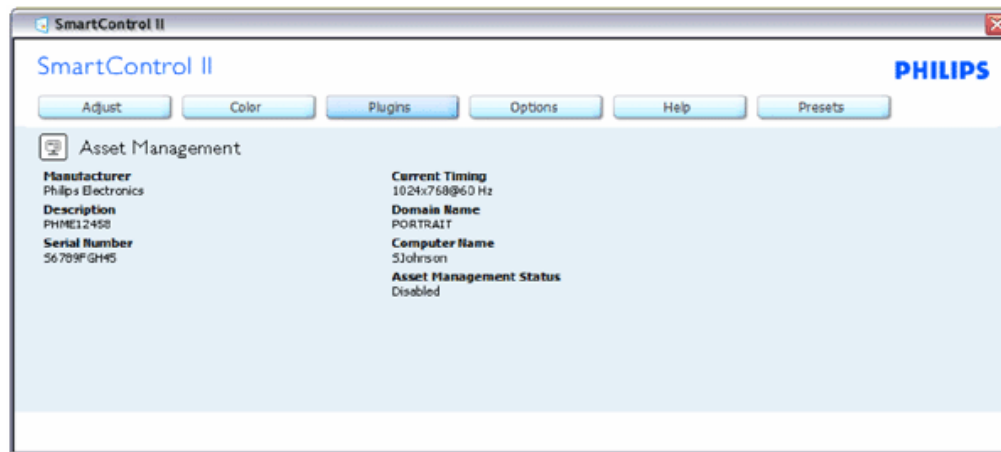 SmartControl II
SmartControl II
PHILIPS
Adjust Color Plugins Options Help Presets
Asset Management
Manufacturer
Philips Electronics
Description
PHME12458
Serial Number
56789FGH45
Current Timing
1024x768@60 Hz
Domain Name
PORTRAIT
Computer Name
SJohnson
Asset Management Status
Disabled